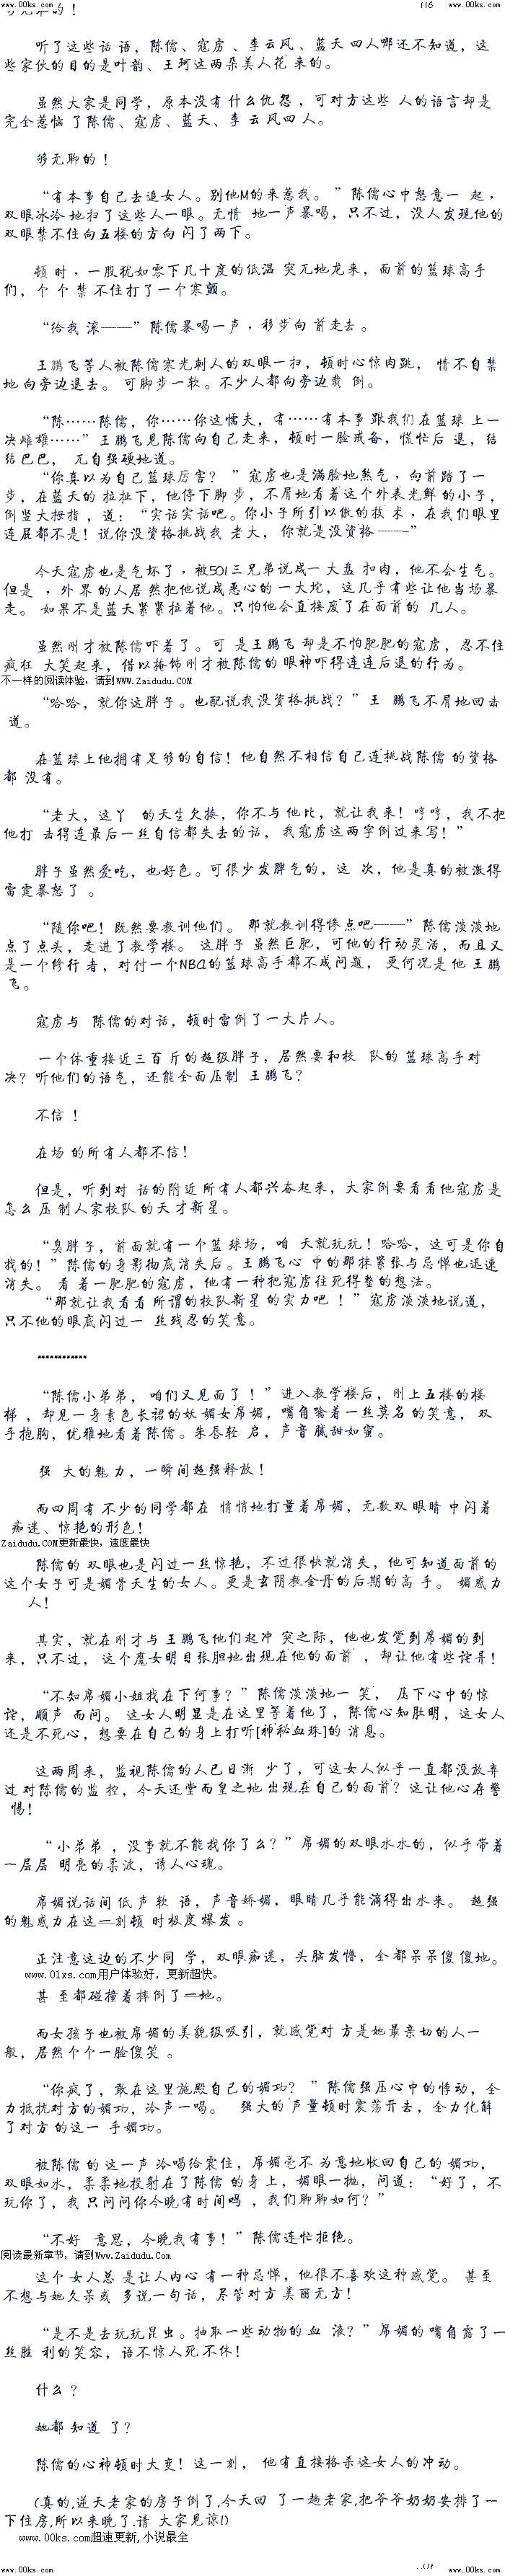 www.00ks.com 116 www.00ks.com
听了这些话语，陈儒、寇房、李云风、蓝天四人哪还不知道，这
些家伙的目的是叶韵、王珂这两朵美人花来的。
虽然大家是同学，原本没有什么仇怨，可对方这些人的语言却是
完全惹恼了陈儒、寇房、蓝天、李云风四人。
够无聊的！
“有本事自己去追女人。别他M的来惹我。”陈儒心中怒意一起，
双眼冰冷地扫了这些人一眼。无情地一声暴喝，只不过，没人发现他的
双眼禁不住向五楼的方向闪了两下。
顿时，一股犹如零下几十度的低温突兀地龙来，面前的篮球高手
们，个个禁不住打了一个寒颤。
“给我滚——”陈儒暴喝一声，移步向前走去。
王鹏飞等人被陈儒寒光刺人的双眼一扫，顿时心惊肉跳，情不自禁
地向旁边退去。可脚步一软。不少人都向旁边栽倒。
“陈……陈儒，你……你这懦夫，有……有本事跟我们在篮球上一
决雌雄……”王鹏飞见陈儒向自己走来，顿时一脸戒备，慌忙后退，结
结巴巴，兀自强硬地道。
“你真以为自己篮球厉害？”寇房也是满脸地煞气，向前踏了一
步，在蓝天的拉扯下，他停下脚步，不屑地看着这个外表光鲜的小子，
倒竖大拇指，道：“实话实话吧。你小子所引以傲的技术，在我们眼里
连屁都不是！说你没资格挑战我老大，你就是没资格——”
今天寇房也是气坏了，被501三兄弟说成一大盘扣肉，他不会生气。
但是，外界的人居然把他说成恶心的一大坨，这几乎有些让他当场暴
走。如果不是蓝天紧紧拉着他。只怕他会直接废了在面前的几人。
虽然刚才被陈儒吓着了。可是王鹏飞却是不怕肥肥的寇房，忍不住
疯狂大笑起来，借以掩饰刚才被陈儒的眼神吓得连连后退的行为。
不一样的阅读体验，请到www.Zaidudu.COM
“哈哈，就你这胖子。也配说我没资格挑战？”王鹏飞不屑地回击
道。
在篮球上他拥有足够的自信！他自然不相信自己连挑战陈儒的资格
都没有。
“老大，这丫的天生欠揍，你不与他比，就让我来！哼哼，我不把
他打击得连最后一丝自信都失去的话，我寇房这两字倒过来写！”
胖子虽然爱吃，也好色。可很少发脾气的，这次，他是真的被激得
雷霆暴怒了。
“随你吧！既然要教训他们。那就教训得惨点吧——”陈儒淡淡地
点了点头，走进了教学楼。这胖子虽然巨肥，可他的行动灵活，而且又
是一个修行者，对付一个NBA的篮球高手都不成问题，更何况是他王鹏
飞。
寇房与陈儒的对话，顿时雷倒了一大片人。
一个体重接近三百斤的超级胖子，居然要和校队的篮球高手对
决？听他们的语气，还能全面压制王鹏飞？
不信！
在场的所有人都不信！
但是，听到对话的附近所有人都兴奋起来，大家倒要看看他寇房是
怎么压制人家校队的天才新星。
“臭胖子，前面就有一个篮球场，咱天就玩玩！哈哈，这可是你自
找的！”陈儒的身影彻底消失后。王鹏飞心中的那抹紧张与忌惮也迅速
消失。看着一肥肥的寇房，他有一种把寇房往死得整的想法。
“那就让我看看所谓的校队新星的实力吧！”寇房淡淡地说道，
只不他的眼底闪过一丝残忍的笑意。
************
“陈儒小弟弟，咱们又见面了！”进入教学楼后，刚上五楼的楼
梯，却见一身素色长裙的妖媚女席媚，嘴角噙着一丝莫名的笑意，双
手抱胸，优雅地看着陈儒。朱唇轻启，声音腻甜如蜜。
强大的魅力，一瞬间超强释放！
而四周有不少的同学都在悄悄地打量着席媚，无数双眼睛中闪着
痴迷、惊艳的形色！
Zaidudu.COM更新最快，速度最快
陈儒的双眼也是闪过一丝惊艳，不过很快就消失，他可知道面前的
这个女子可是媚骨天生的女人。更是玄阴教金丹的后期的高手。媚惑力
人！
其实，就在刚才与王鹏飞他们起冲突之际，他也发觉到席媚的到
来，只不过，这个魔女明目张胆地出现在他的面前，却让他有些诧异！
“不知席媚小姐找在下何事？”陈儒淡淡地一笑，压下心中的惊
诧，顺声而问。这女人明显是在这里等着他了，陈儒心知肚明，这女人
还是不死心，想要在自己的身上打听[神秘血珠]的消息。
这两周来，监视陈儒的人已日渐少了，可这女人似乎一直都没放弃
过对陈儒的监控，今天还堂而皇之地出现在自己的面前？这让他心存警
惕！
“小弟弟，没事就不能找你了么？”席媚的双眼水水的，似乎带着
一层层明亮的柔波，诱人心魂。
席媚说话间低声软语，声音娇媚，眼睛几乎能滴得出水来。超强
的魅惑力在这一刻顿时极度爆发。
正注意这边的不少同学，双眼痴迷，头脑发懵，全都呆呆傻傻地。
www.01xs.com用户体验好，更新超快。
甚至都碰撞着摔倒了一地。
而女孩子也被席媚的美貌级吸引，就感觉对方是她最亲切的人一
般，居然个个一脸傻笑。
“你疯了，敢在这里施殿自己的媚功？”陈儒强压心中的悸动，全
力抵抗对方的媚功，冷声一喝。强大的声量顿时震荡开去，全力化解
了对方的这一手媚功。
被陈儒的这一声冷喝给震住，席媚毫不为意地收回自己的媚功，
双眼如水，柔柔地投射在了陈儒的身上，媚眼一抛，问道：“好了，不
玩你了，我只问问你今晚有时间吗，我们聊聊如何？”
“不好意思，今晚我有事！”陈儒连忙拒绝。
阅读最新章节，请到Www.Zaidudu.Com
这个女人总是让人内心有一种忌惮，他很不喜欢这种感觉。甚至
不想与她久呆或多说一句话，尽管对方美丽无方！
“是不是去玩玩昆虫。抽取一些动物的血液？”席媚的嘴角露了一
丝胜利的笑容，语不惊人死不休！
什么？
她都知道了？
陈儒的心神顿时大变！这一刻，他有直接格杀这女人的冲动。
(真的,逆天老家的房子倒了,今天回了一趟老家,把爷爷奶奶安排了一
下住房,所以来晚了.请大家见谅!)
www.00ks.com超速更新,小说最全
www.00ks.com www.00ks.com